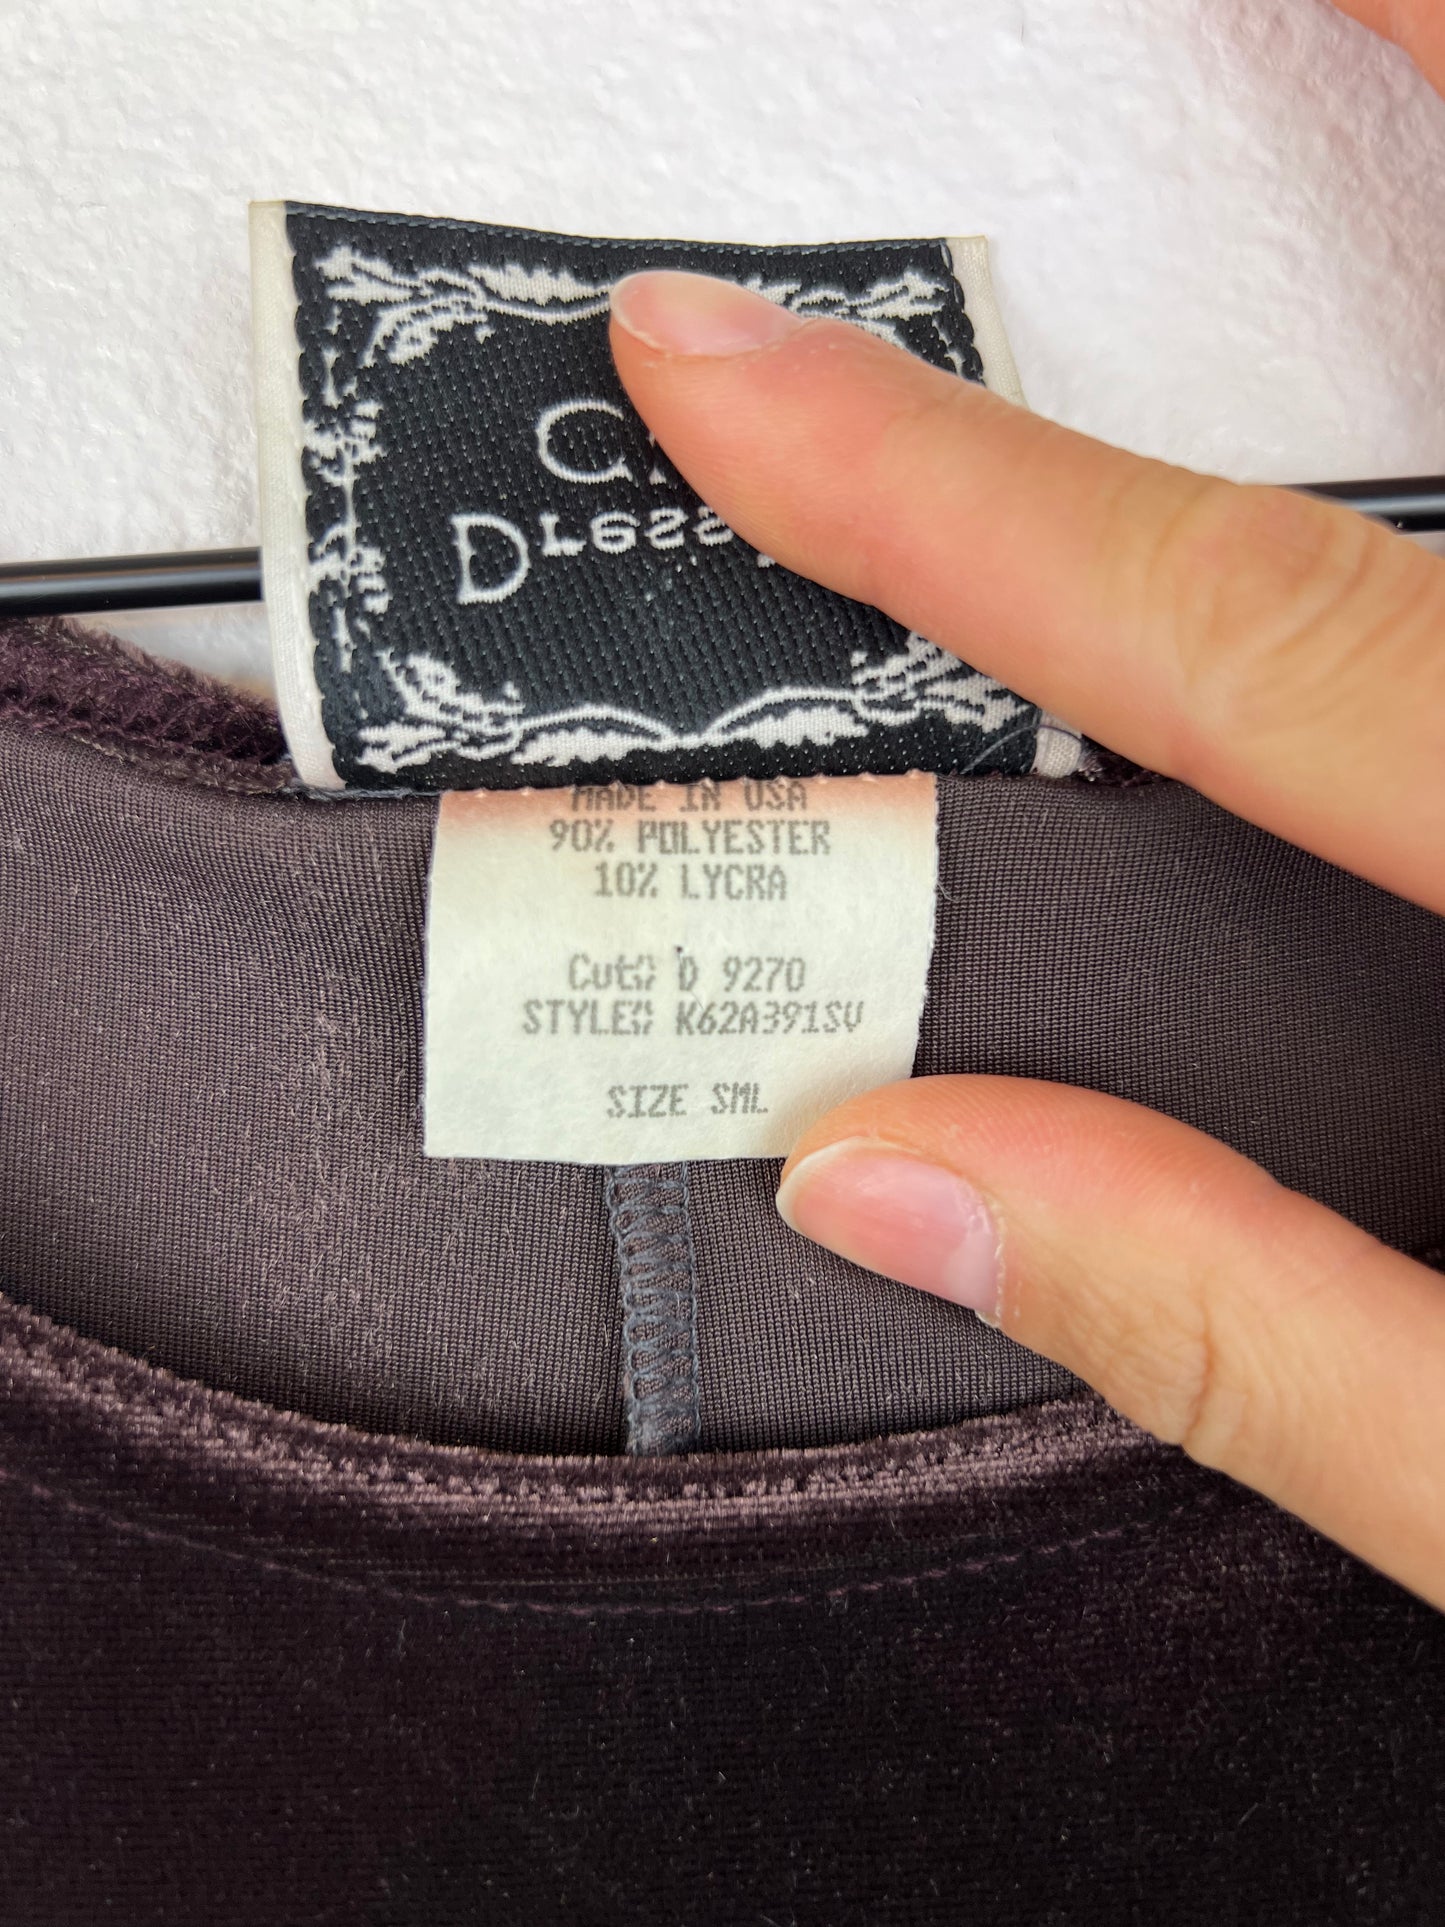 MADE IN USA
90% POLYESTER
10% LYCRA
Cut# D 9270
STYLE# K62A391SV
SIZE SML